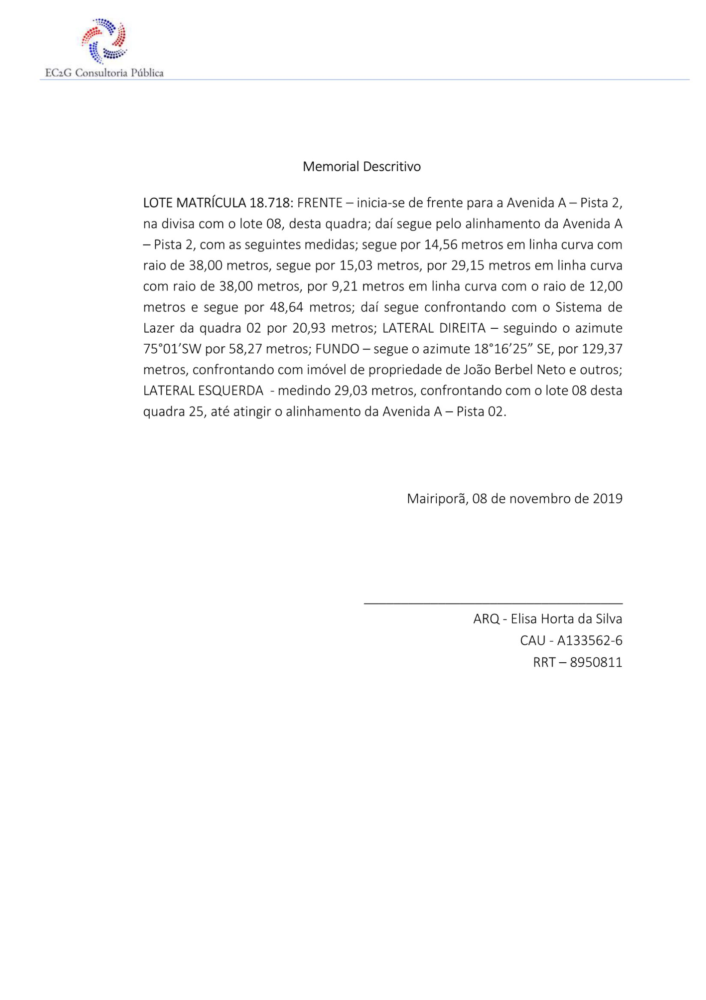 EC2G Consultoria Pública
Memorial Descritivo
LOTE MATRÍCULA 18.718: FRENTE – inicia-se de frente para a Avenida A – Pista 2,
na divisa com o lote 08, desta quadra; daí segue pelo alinhamento da Avenida A
– Pista 2, com as seguintes medidas; segue por 14,56 metros em linha curva com
raio de 38,00 metros, segue por 15,03 metros, por 29,15 metros em linha curva
com raio de 38,00 metros, por 9,21 metros em linha curva com o raio de 12,00
metros e segue por 48,64 metros; daí segue confrontando com o Sistema de
Lazer da quadra 02 por 20,93 metros; LATERAL DIREITA – seguindo o azimute
75°01’SW por 58,27 metros; FUNDO – segue o azimute 18°16’25” SE, por 129,37
metros, confrontando com imóvel de propriedade de João Berbel Neto e outros;
LATERAL ESQUERDA - medindo 29,03 metros, confrontando com o lote 08 desta
quadra 25, até atingir o alinhamento da Avenida A – Pista 02.
Mairiporã, 08 de novembro de 2019
ARQ - Elisa Horta da Silva
CAU - A133562-6
RRT – 8950811